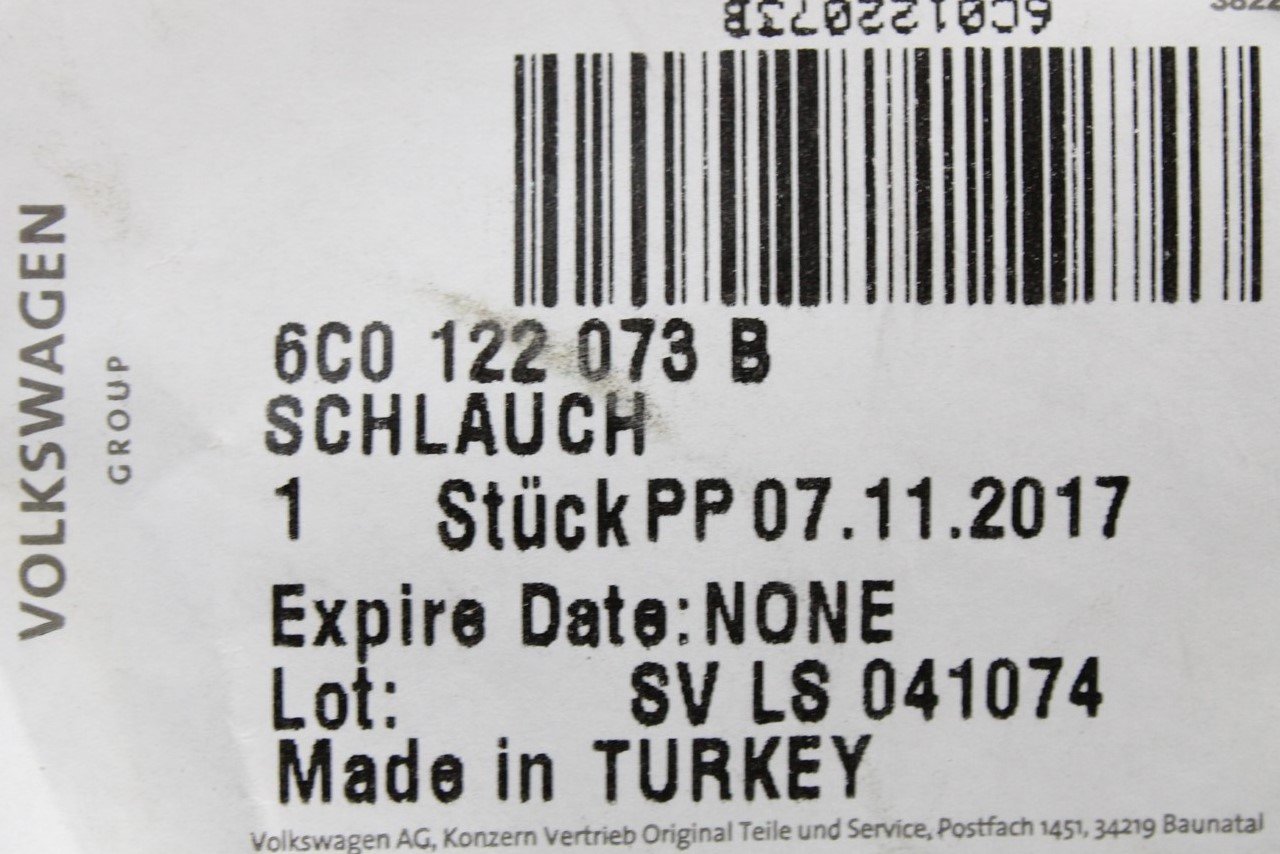 6C0122073B
6C0 122 073 B
SCHLAUCH
1 Stück PP 07.11.2017
Expire Date:NONE
Lot: SV LS 041074
Made in TURKEY
Volkswagen AG, Konzern Vertrieb Original Teile und Service, Postfach 1451, 34219 Baunatal
VOLKSWAGEN
GROUP